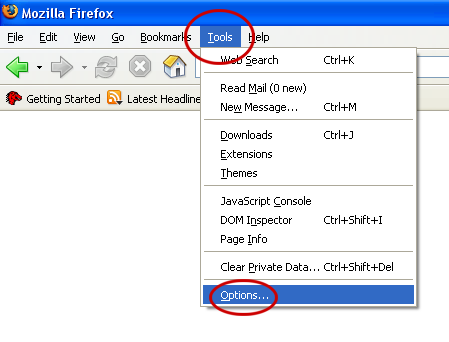 Mozilla Firefox
File Edit View Go Bookmarks Tools Help
Getting Started Latest Headline
Web Search Ctrl+K
Read Mail (0 new)
New Message... Ctrl+M
Downloads Ctrl+J
Extensions
Themes
JavaScript Console
DOM Inspector Ctrl+Shift+I
Page Info
Clear Private Data... Ctrl+Shift+Del
Options...